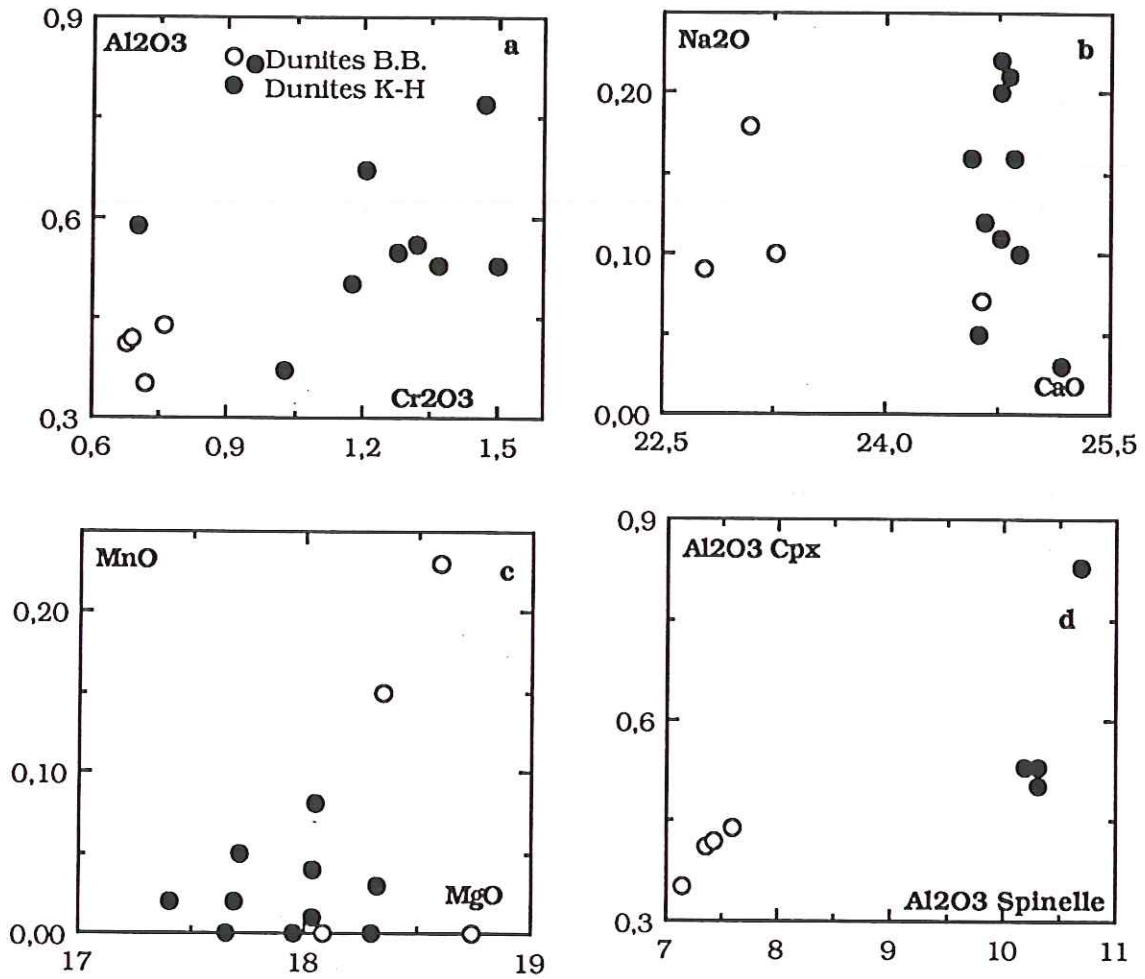 0,9
Al2O3
a
Dunites B.B.
Dunites K-H
0,6
Cr2O3
0,3
0,6
0,9
1,2
1,5
Na2O
b
0,20
0,10
CaO
0,00
22,5
24,0
25,5
MnO
c
0,20
0,10
MgO
0,00
17
18
19
0,9
Al2O3 Cpx
d
0,6
Al2O3 Spinelle
0,3
7
8
9
10
11